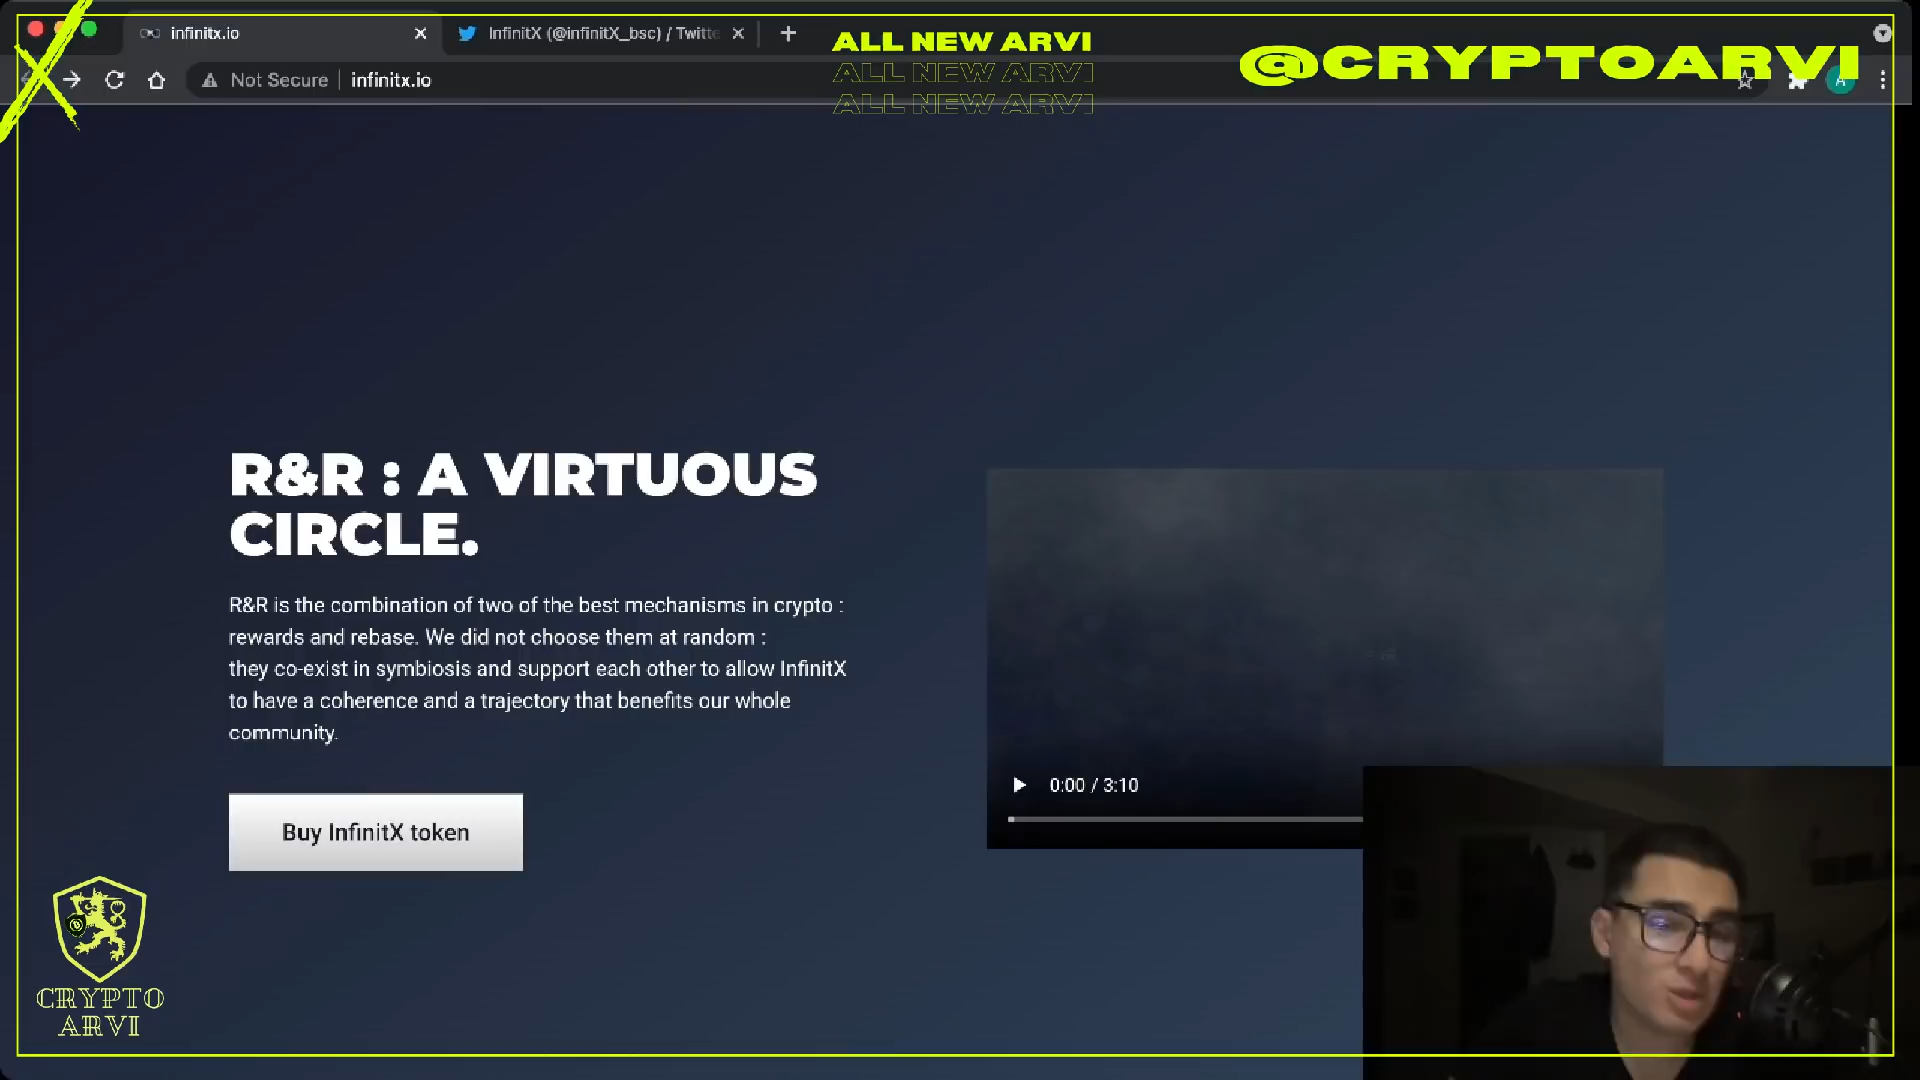 infinitx.io
InfinitX (@infinitX_bsc) / Twitte
ALL NEW ARVI
ALL NEW ARVI
ALL NEW ARVI
@CRYPTOARVI
Not Secure
infinitx.io
A
R&R : A VIRTUOUS
CIRCLE.
R&R is the combination of two of the best mechanisms in crypto :
rewards and rebase. We did not choose them at random :
they co-exist in symbiosis and support each other to allow InfinitX
to have a coherence and a trajectory that benefits our whole
community.
Buy InfinitX token
0:00 / 3:10
CRYPTO
ARVI